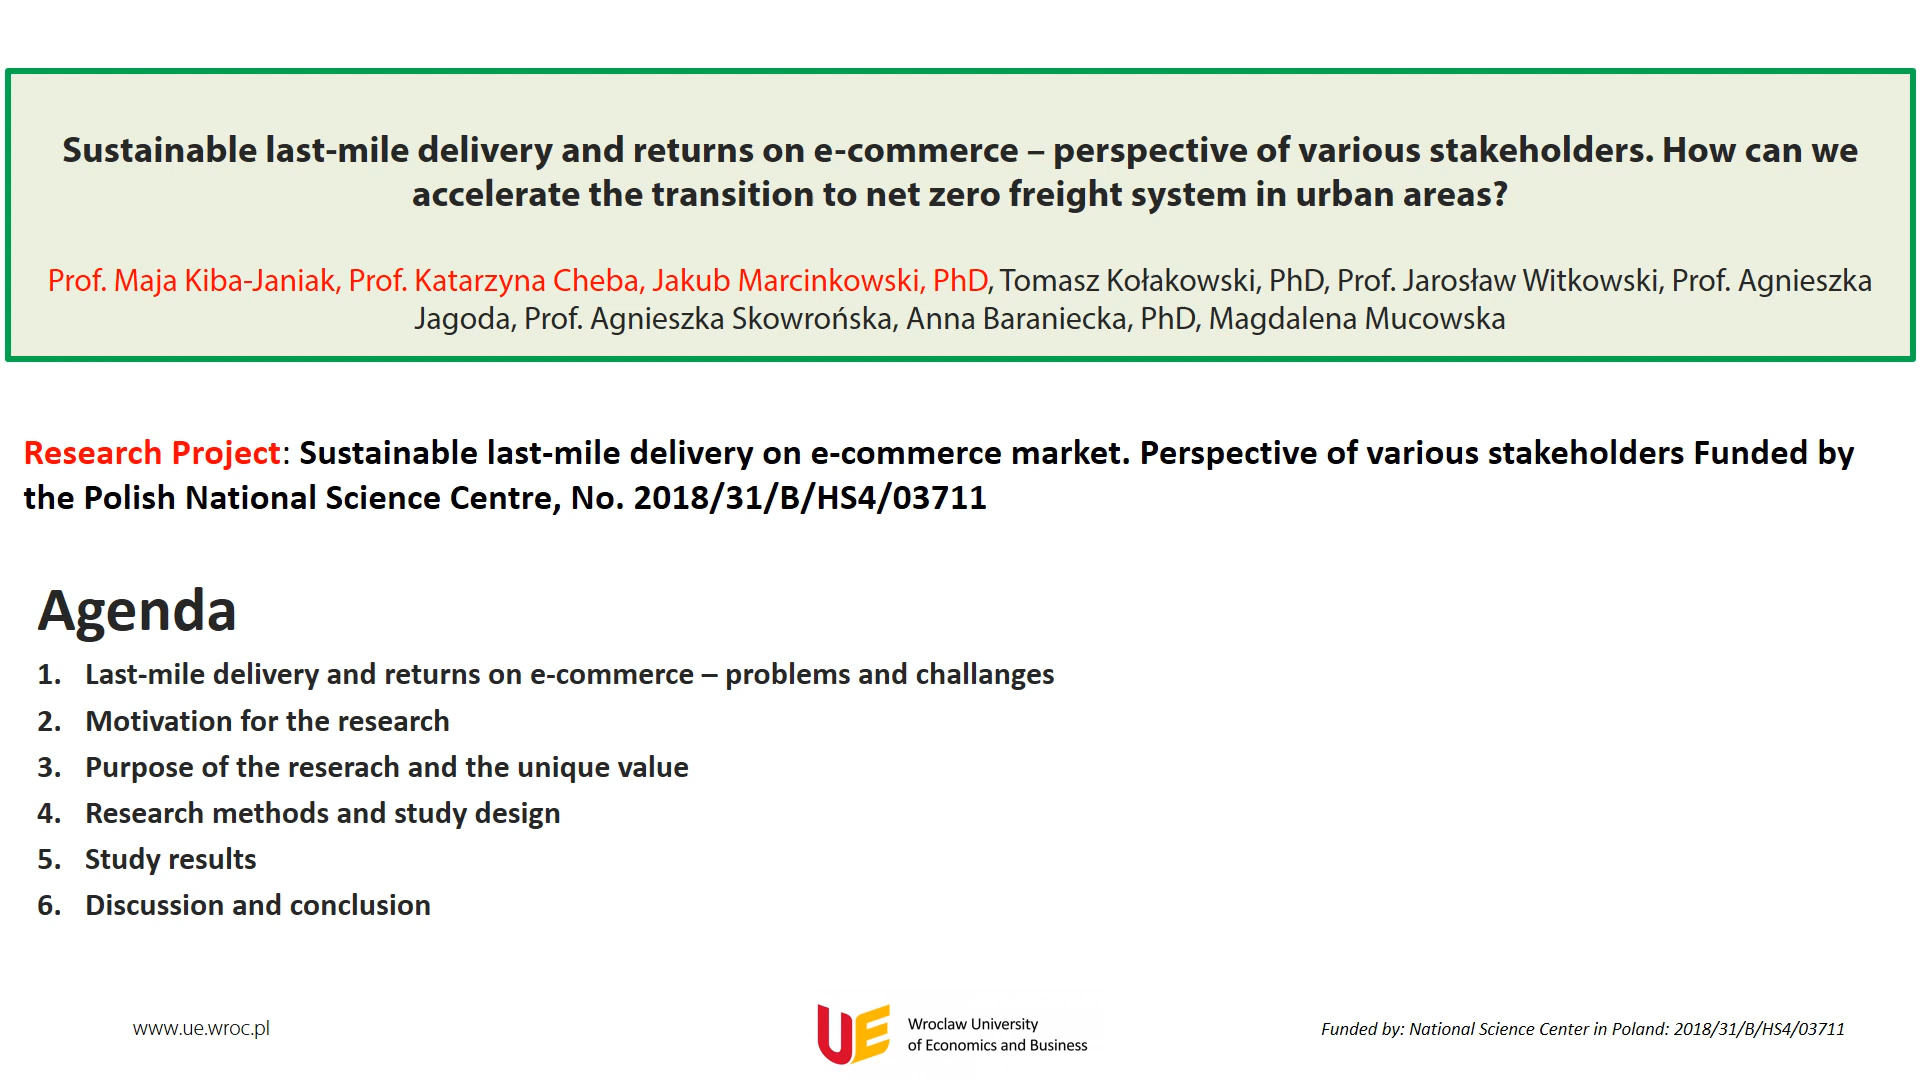 Sustainable last-mile delivery and returns on e-commerce – perspective of various stakeholders. How can we
accelerate the transition to net zero freight system in urban areas?
Prof. Maja Kiba-Janiak, Prof. Katarzyna Cheba, Jakub Marcinkowski, PhD, Tomasz Kołakowski, PhD, Prof. Jarosław Witkowski, Prof. Agnieszka
Jagoda, Prof. Agnieszka Skowrońska, Anna Baraniecka, PhD, Magdalena Mucowska
Research Project: Sustainable last-mile delivery on e-commerce market. Perspective of various stakeholders Funded by
the Polish National Science Centre, No. 2018/31/B/HS4/03711
Agenda
1. Last-mile delivery and returns on e-commerce – problems and challanges
2. Motivation for the research
3. Purpose of the reserach and the unique value
4. Research methods and study design
5. Study results
6. Discussion and conclusion
www.ue.wroc.pl
UE
Wroclaw University
of Economics and Business
Funded by: National Science Center in Poland: 2018/31/B/HS4/03711